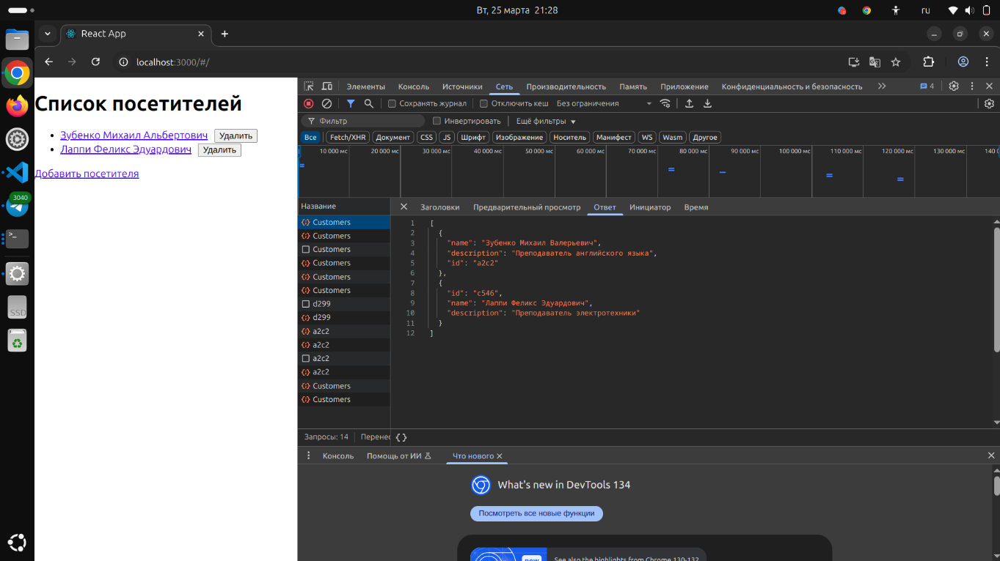 Вт, 25 марта 21:28
ru
React App
localhost:3000/#/
3040
SSD
Список посетителей
Зубенко Михаил Альбертович Удалить
Лаппи Феликс Эдуардович Удалить
Добавить посетителя
Элементы Консоль Источники Сеть Производительность Память Приложение Конфиденциальность и безопасность 4
Сохранять журнал Отключить кеш Без ограничения
Фильтр Инвертировать Ещё фильтры
Все Fetch/XHR Документ CSS JS Шрифт Изображение Носитель Манифест WS Wasm Другое
10 000 мс 20 000 мс 30 000 мс 40 000 мс 50 000 мс 60 000 мс 70 000 мс 80 000 мс 90 000 мс 100 000 мс 110 000 мс 120 000 мс 130 000 мс 140 0
Название
Customers
Customers
Customers
Customers
Customers
Customers
d299
d299
a2c2
a2c2
a2c2
a2c2
Customers
Customers
Запросы: 14 Перенес
Заголовки Предварительный просмотр Ответ Инициатор Время
1 [
2 {
3 "name": "Зубенко Михаил Валерьевич",
4 "description": "Преподаватель английского языка",
5 "id": "a2c2"
6 },
7 {
8 "id": "c546",
9 "name": "Лаппи Феликс Эдуардович",
10 "description": "Преподаватель электротехники"
11 }
12 ]
{}
Консоль Помощь от ИИ Что нового
What's new in DevTools 134
Посмотреть все новые функции
new
See also the highlights from Chrome 130-132